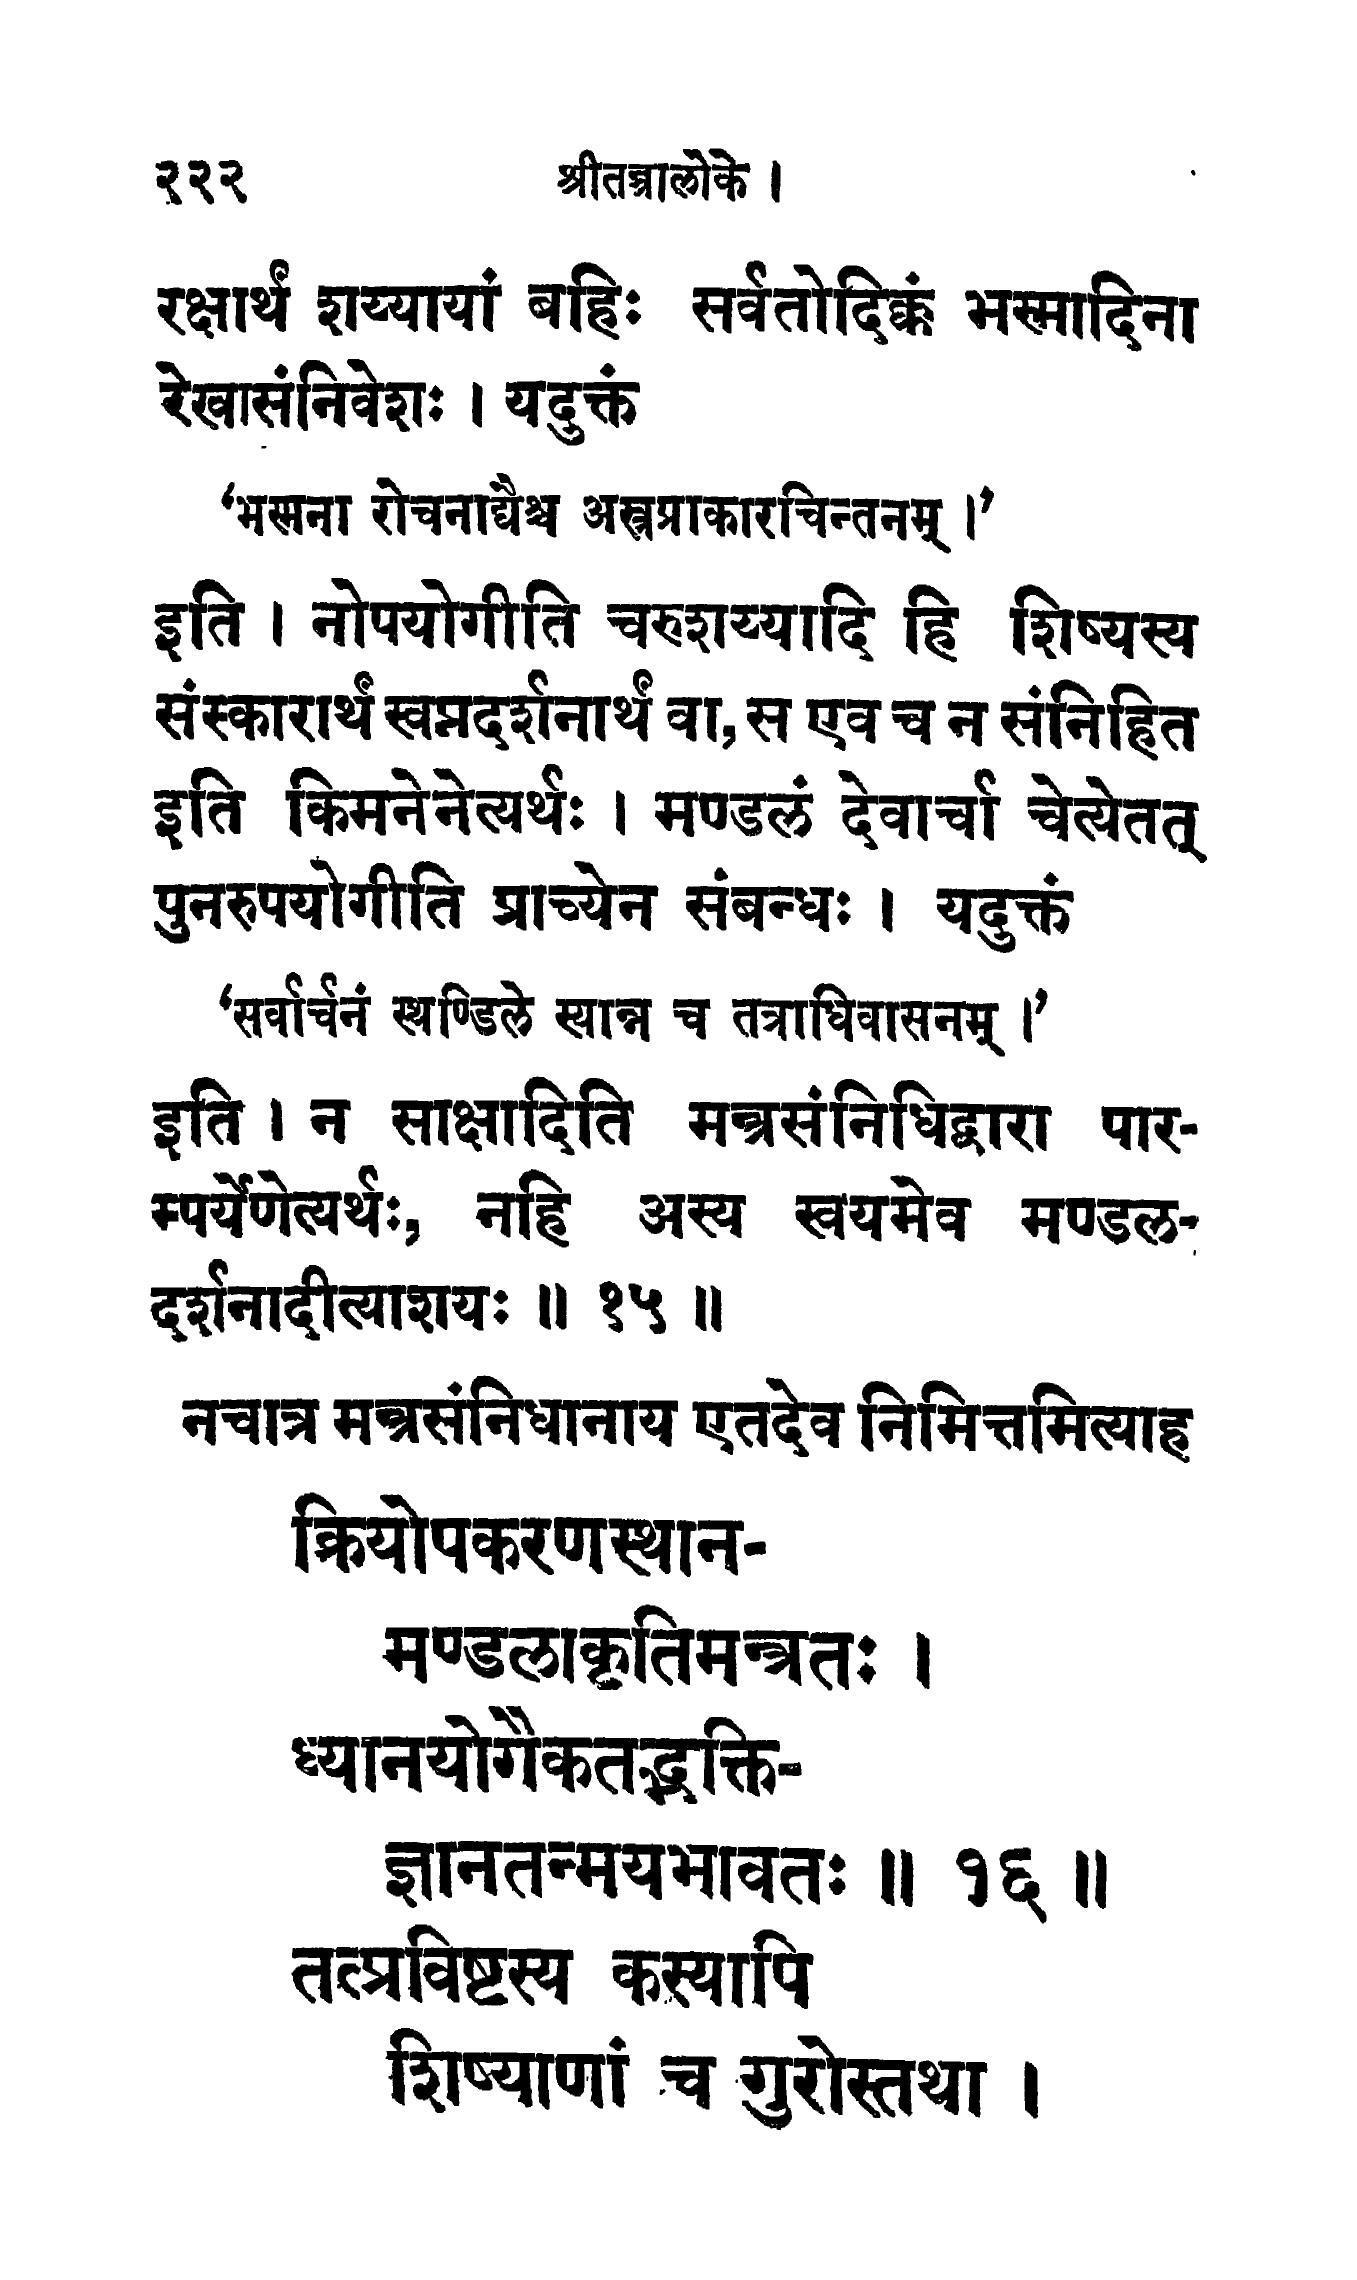 २२२ श्रीतन्त्रालोके ।
रक्षार्थं शय्यायां बहिः सर्वतोदिक्कं भस्मादिना
रेखासंनिवेशः । यदुक्तं
‘भस्मना रोचनाद्यैश्च अस्त्रप्राकारचिन्तनम् ।’
इति । नोपयोगीति चरुशय्यादि हि शिष्यस्य
संस्कारार्थं स्वप्नदर्शनार्थं वा, स एव च न संनिहित
इति किमनेनेत्यर्थः । मण्डलं देवार्चा चेत्येतत्
पुनरुपयोगीति प्राच्येन संबन्धः । यदुक्तं
‘सर्वार्चनं स्थण्डिले स्यान्न च तत्राधिवासनम् ।’
इति । न साक्षादिति मन्त्रसंनिधिद्वारा पार-
म्पर्येणेत्यर्थः, नहि अस्य स्वयमेव मण्डल-
दर्शनादीत्याशयः ॥ १५ ॥
नचात्र मन्त्रसंनिधानाय एतदेव निमित्तमित्याह
क्रियोपकरणस्थान-
मण्डलाकृतिमन्त्रतः ।
ध्यानयोगैकतद्भक्ति-
ज्ञानतन्मयभावतः ॥ १६ ॥
तत्प्रविष्टस्य कस्यापि
शिष्याणां च गुरोस्तथा ।